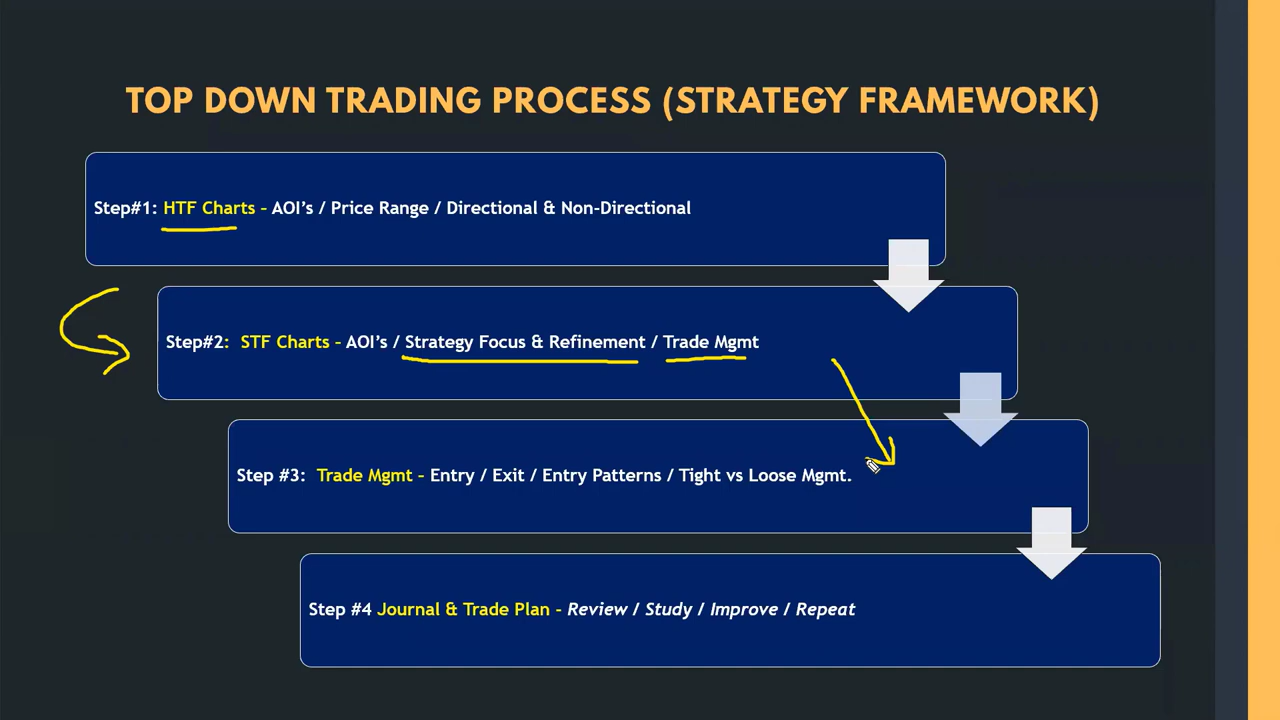 TOP DOWN TRADING PROCESS (STRATEGY FRAMEWORK)
Step#1: HTF Charts – AOI’s / Price Range / Directional & Non-Directional
Step#2: STF Charts – AOI’s / Strategy Focus & Refinement / Trade Mgmt
Step #3: Trade Mgmt – Entry / Exit / Entry Patterns / Tight vs Loose Mgmt.
Step #4 Journal & Trade Plan – Review / Study / Improve / Repeat